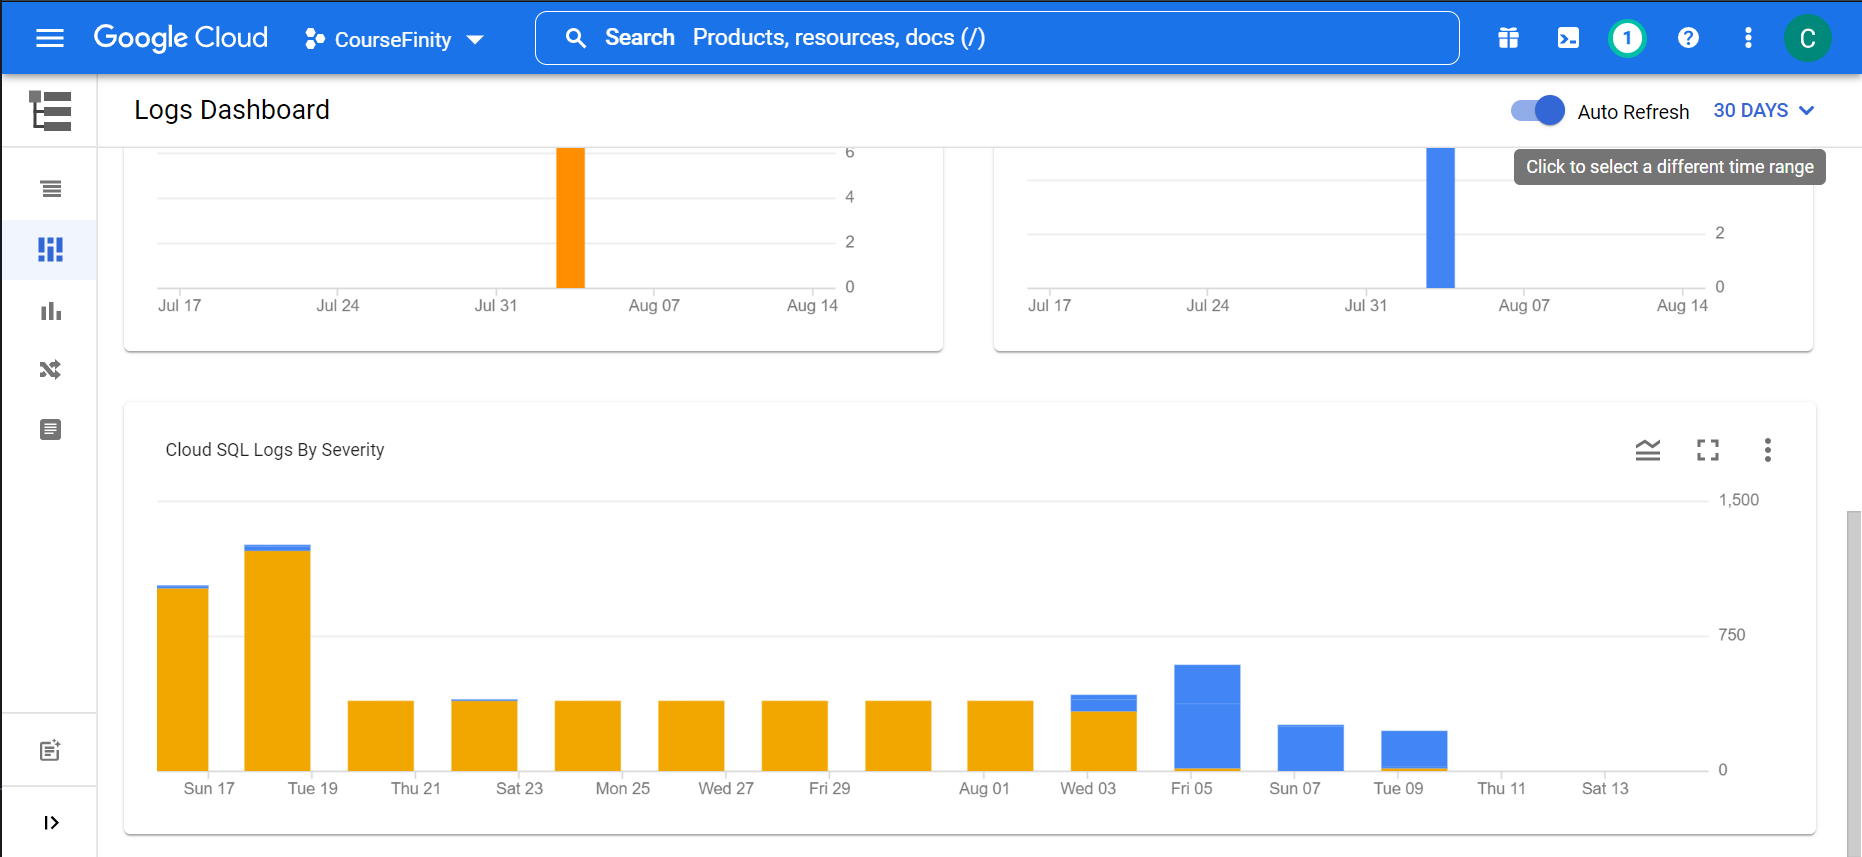 Google Cloud
CourseFinity
Search Products, resources, docs (/)
1
?
C
Logs Dashboard
Auto Refresh
30 DAYS
Click to select a different time range
6
4
2
0
Jul 17 Jul 24 Jul 31 Aug 07 Aug 14
2
0
Jul 17 Jul 24 Jul 31 Aug 07 Aug 14
Cloud SQL Logs By Severity
1,500
750
0
Sun 17 Tue 19 Thu 21 Sat 23 Mon 25 Wed 27 Fri 29 Aug 01 Wed 03 Fri 05 Sun 07 Tue 09 Thu 11 Sat 13